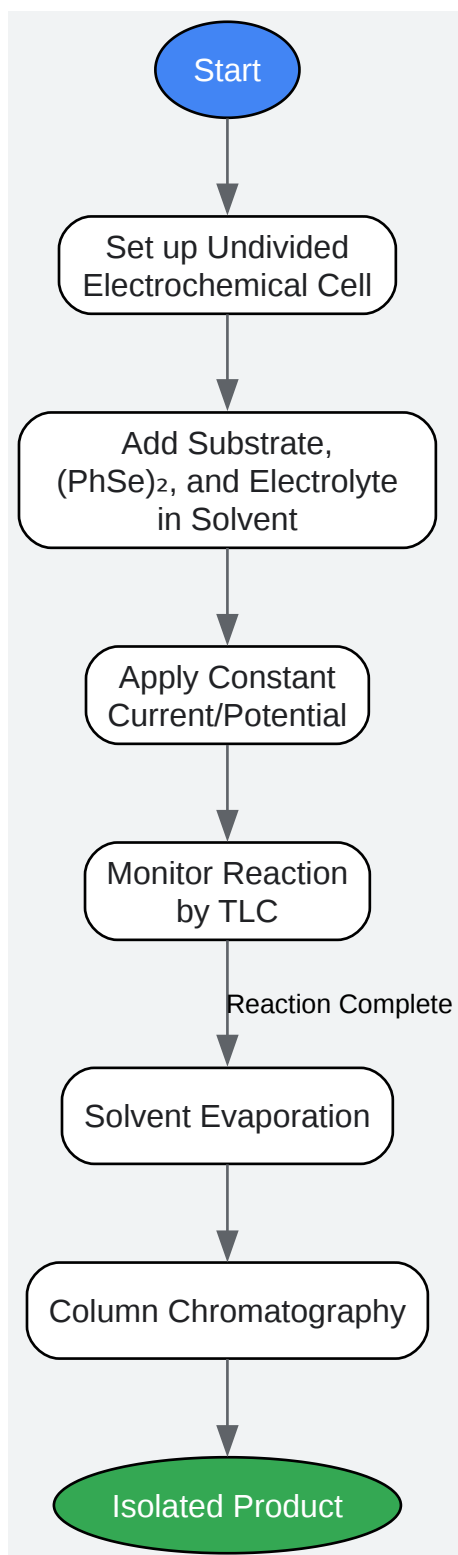 Start
Set up Undivided
Electrochemical Cell
Add Substrate,
(PhSe)₂, and Electrolyte
in Solvent
Apply Constant
Current/Potential
Monitor Reaction
by TLC
Reaction Complete
Solvent Evaporation
Column Chromatography
Isolated Product